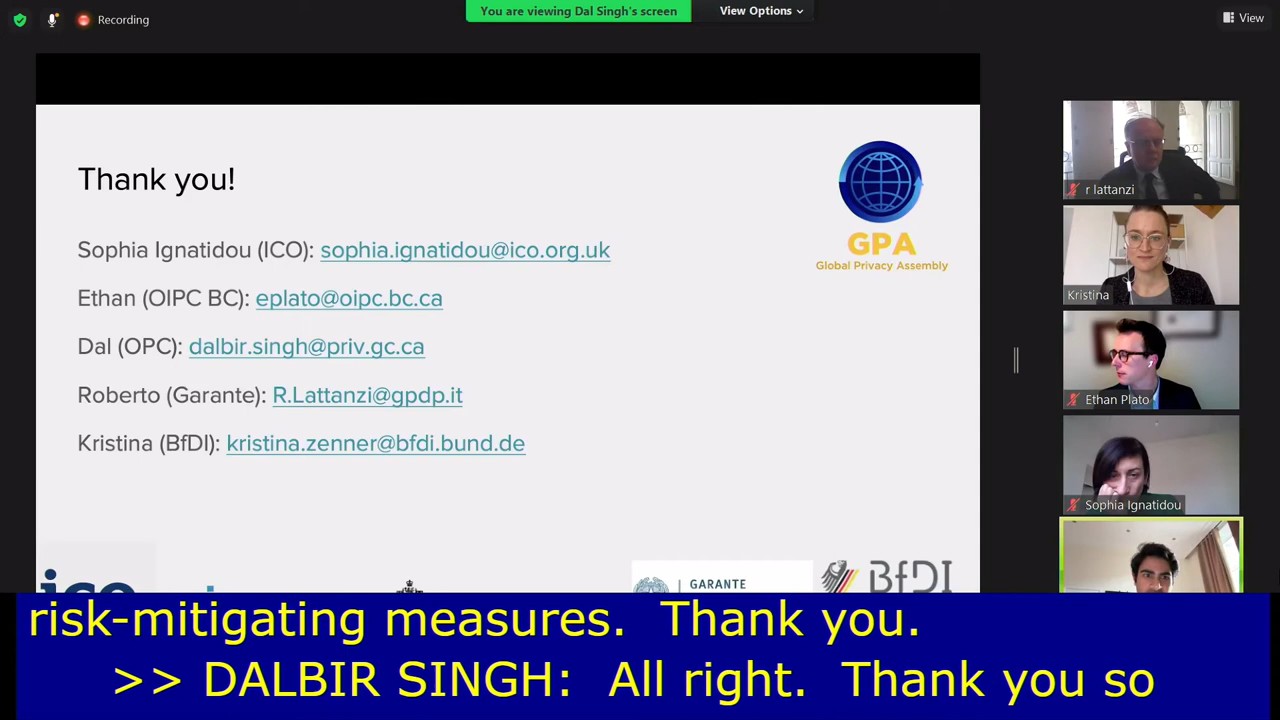 You are viewing Dal Singh's screen
View Options
Recording
View
Thank you!
GPA
Global Privacy Assembly
Sophia Ignatidou (ICO): sophia.ignatidou@ico.org.uk
Ethan (OIPC BC): eplato@oipc.bc.ca
Dal (OPC): dalbir.singh@priv.gc.ca
Roberto (Garante): R.Lattanzi@gpdp.it
Kristina (BfDI): kristina.zenner@bfdi.bund.de
r lattanzi
Kristina
Ethan Plato
Sophia Ignatidou
ico
GARANTE
BfDI
risk-mitigating measures. Thank you.
>> DALBIR SINGH: All right. Thank you so